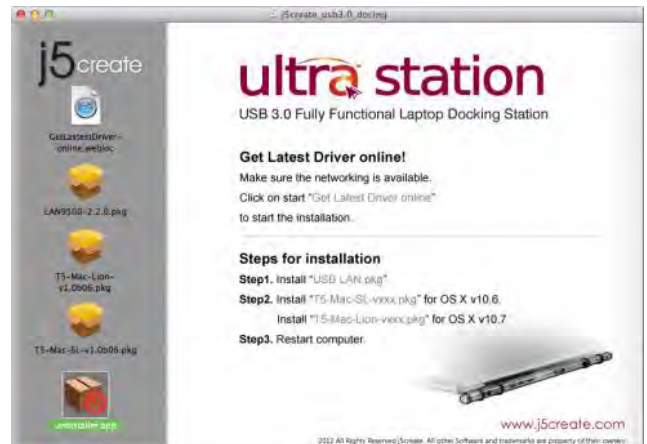 j5create_usb3.0_docing
j5create
GetLastestDriver-
online.webloc
LAN9500-2.2.0.pkg
T5-Mac-Lion-
v1.0b06.pkg
T5-Mac-SL-v1.0b06.pkg
uninstaller.app
ultra station
USB 3.0 Fully Functional Laptop Docking Station
Get Latest Driver online!
Make sure the networking is available.
Click on start "Get Latest Driver online"
to start the installation.
Steps for installation
Step1. Install "USB LAN.pkg"
Step2. Install "T5-Mac-SL-vxxx.pkg" for OS X v10.6.
Install "T5-Mac-Lion-vxxx.pkg" for OS X v10.7
Step3. Restart computer.
www.j5create.com
2012 All Rights Reserved j5create. All other Software and trademarks are property of their owners